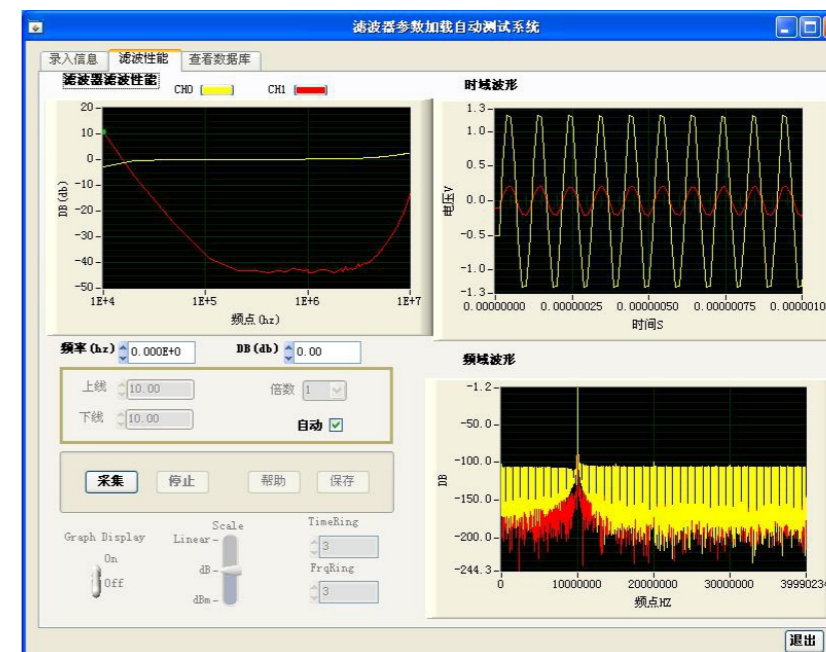 滤波器参数加载自动测试系统
录入信息 滤波性能 查看数据库
滤波器滤波性能 CH0 CH1
20
10
0
-10
-20
-30
-40
-50
DB(db)
1E+4 1E+5 1E+6 1E+7
频点(hz)
时域波形
1.3
1.0
0.5
0.0
-0.5
-1.0
-1.3
电压V
0.00000000 0.00000025 0.00000050 0.00000075 0.0000010
时间S
频率(hz) 0.000E+0 DB(db) 0.00
上线 10.00 倍数 1
下线 10.00 自动
采集 停止 帮助 保存
Graph Display
On
Off
Scale
Linear
dB
dBm
TimeRing
3
FrqRing
3
频域波形
-1.2
-50.0
-100.0
-150.0
-200.0
-244.3
DB
0 10000000 20000000 30000000 39990234
频点HZ
退出